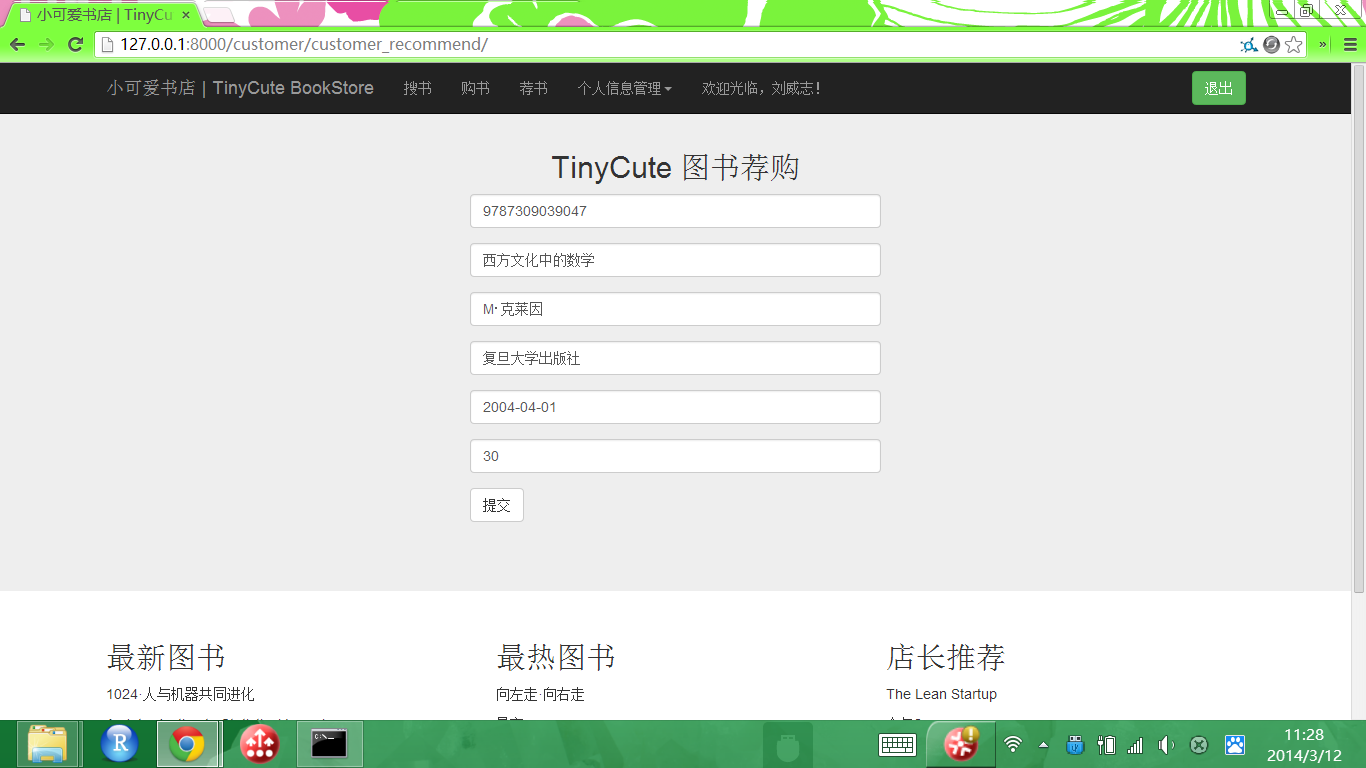 小可爱书店 | TinyCu
127.0.0.1:8000/customer/customer_recommend/
小可爱书店 | TinyCute BookStore 搜书 购书 荐书 个人信息管理 欢迎光临，刘威志！ 退出
TinyCute 图书荐购
9787309039047
西方文化中的数学
M·克莱因
复旦大学出版社
2004-04-01
30
提交
最新图书 最热图书 店长推荐
1024·人与机器共同进化 向左走·向右走 The Lean Startup
11:28
2014/3/12